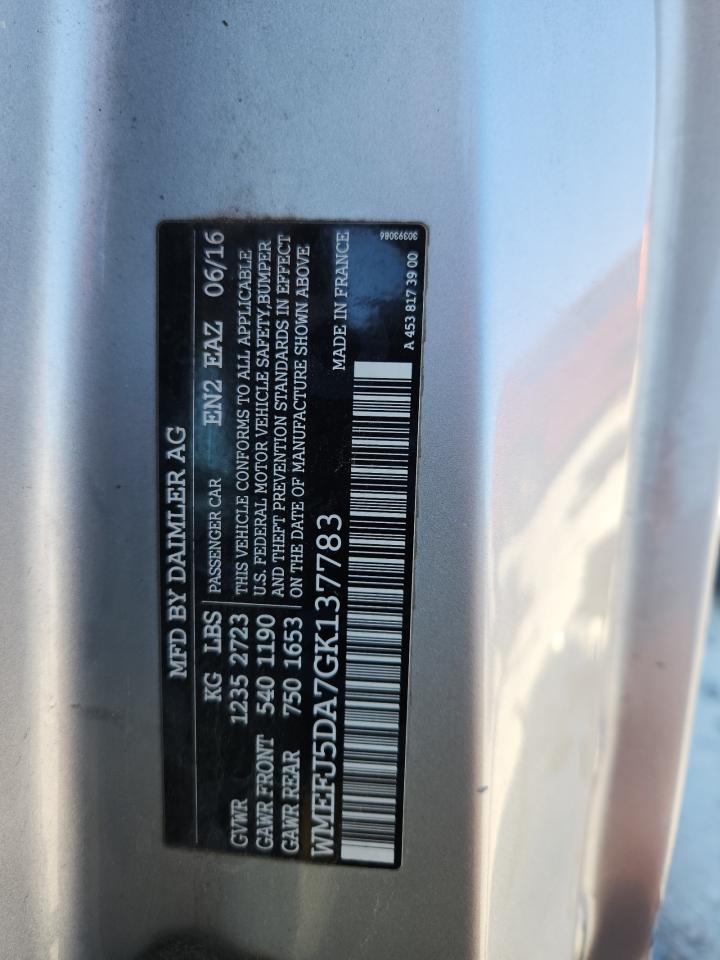 MFD BY DAIMLER AG
KG LBS PASSENGER CAR EN2 EAZ 06/16
GVWR 1235 2723 THIS VEHICLE CONFORMS TO ALL APPLICABLE
GAWR FRONT 540 1190 U.S. FEDERAL MOTOR VEHICLE SAFETY,BUMPER
GAWR REAR 750 1653 AND THEFT PREVENTION STANDARDS IN EFFECT
ON THE DATE OF MANUFACTURE SHOWN ABOVE
WMEFJ5DA7GK137783
MADE IN FRANCE
A 453 817 39 00
30393086